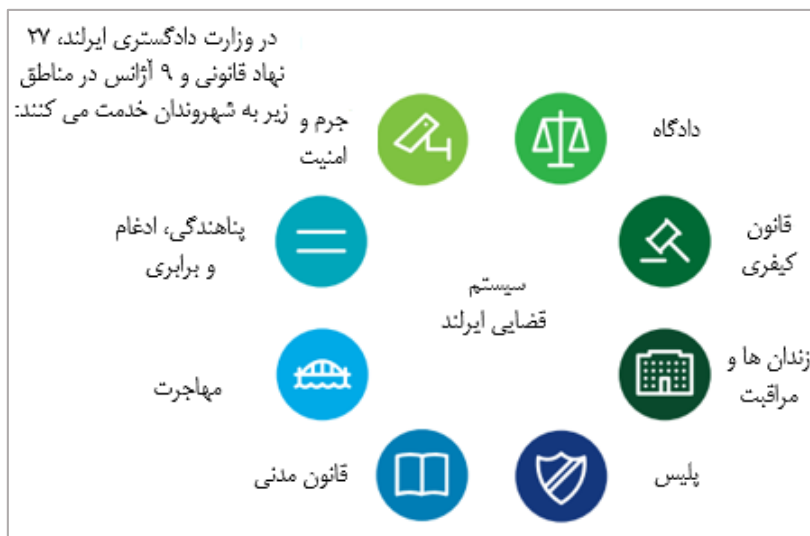 در وزارت دادگستری ایرلند، ۲۷
نهاد قانونی و ۹ آژانس در مناطق
زیر به شهروندان خدمت می کنند:
دادگاه
قانون
کیفری
زندان ها و
مراقبت
پلیس
قانون مدنی
مهاجرت
پناهندگی، ادغام
و برابری
جرم و
امنیت
سیستم
قضایی ایرلند